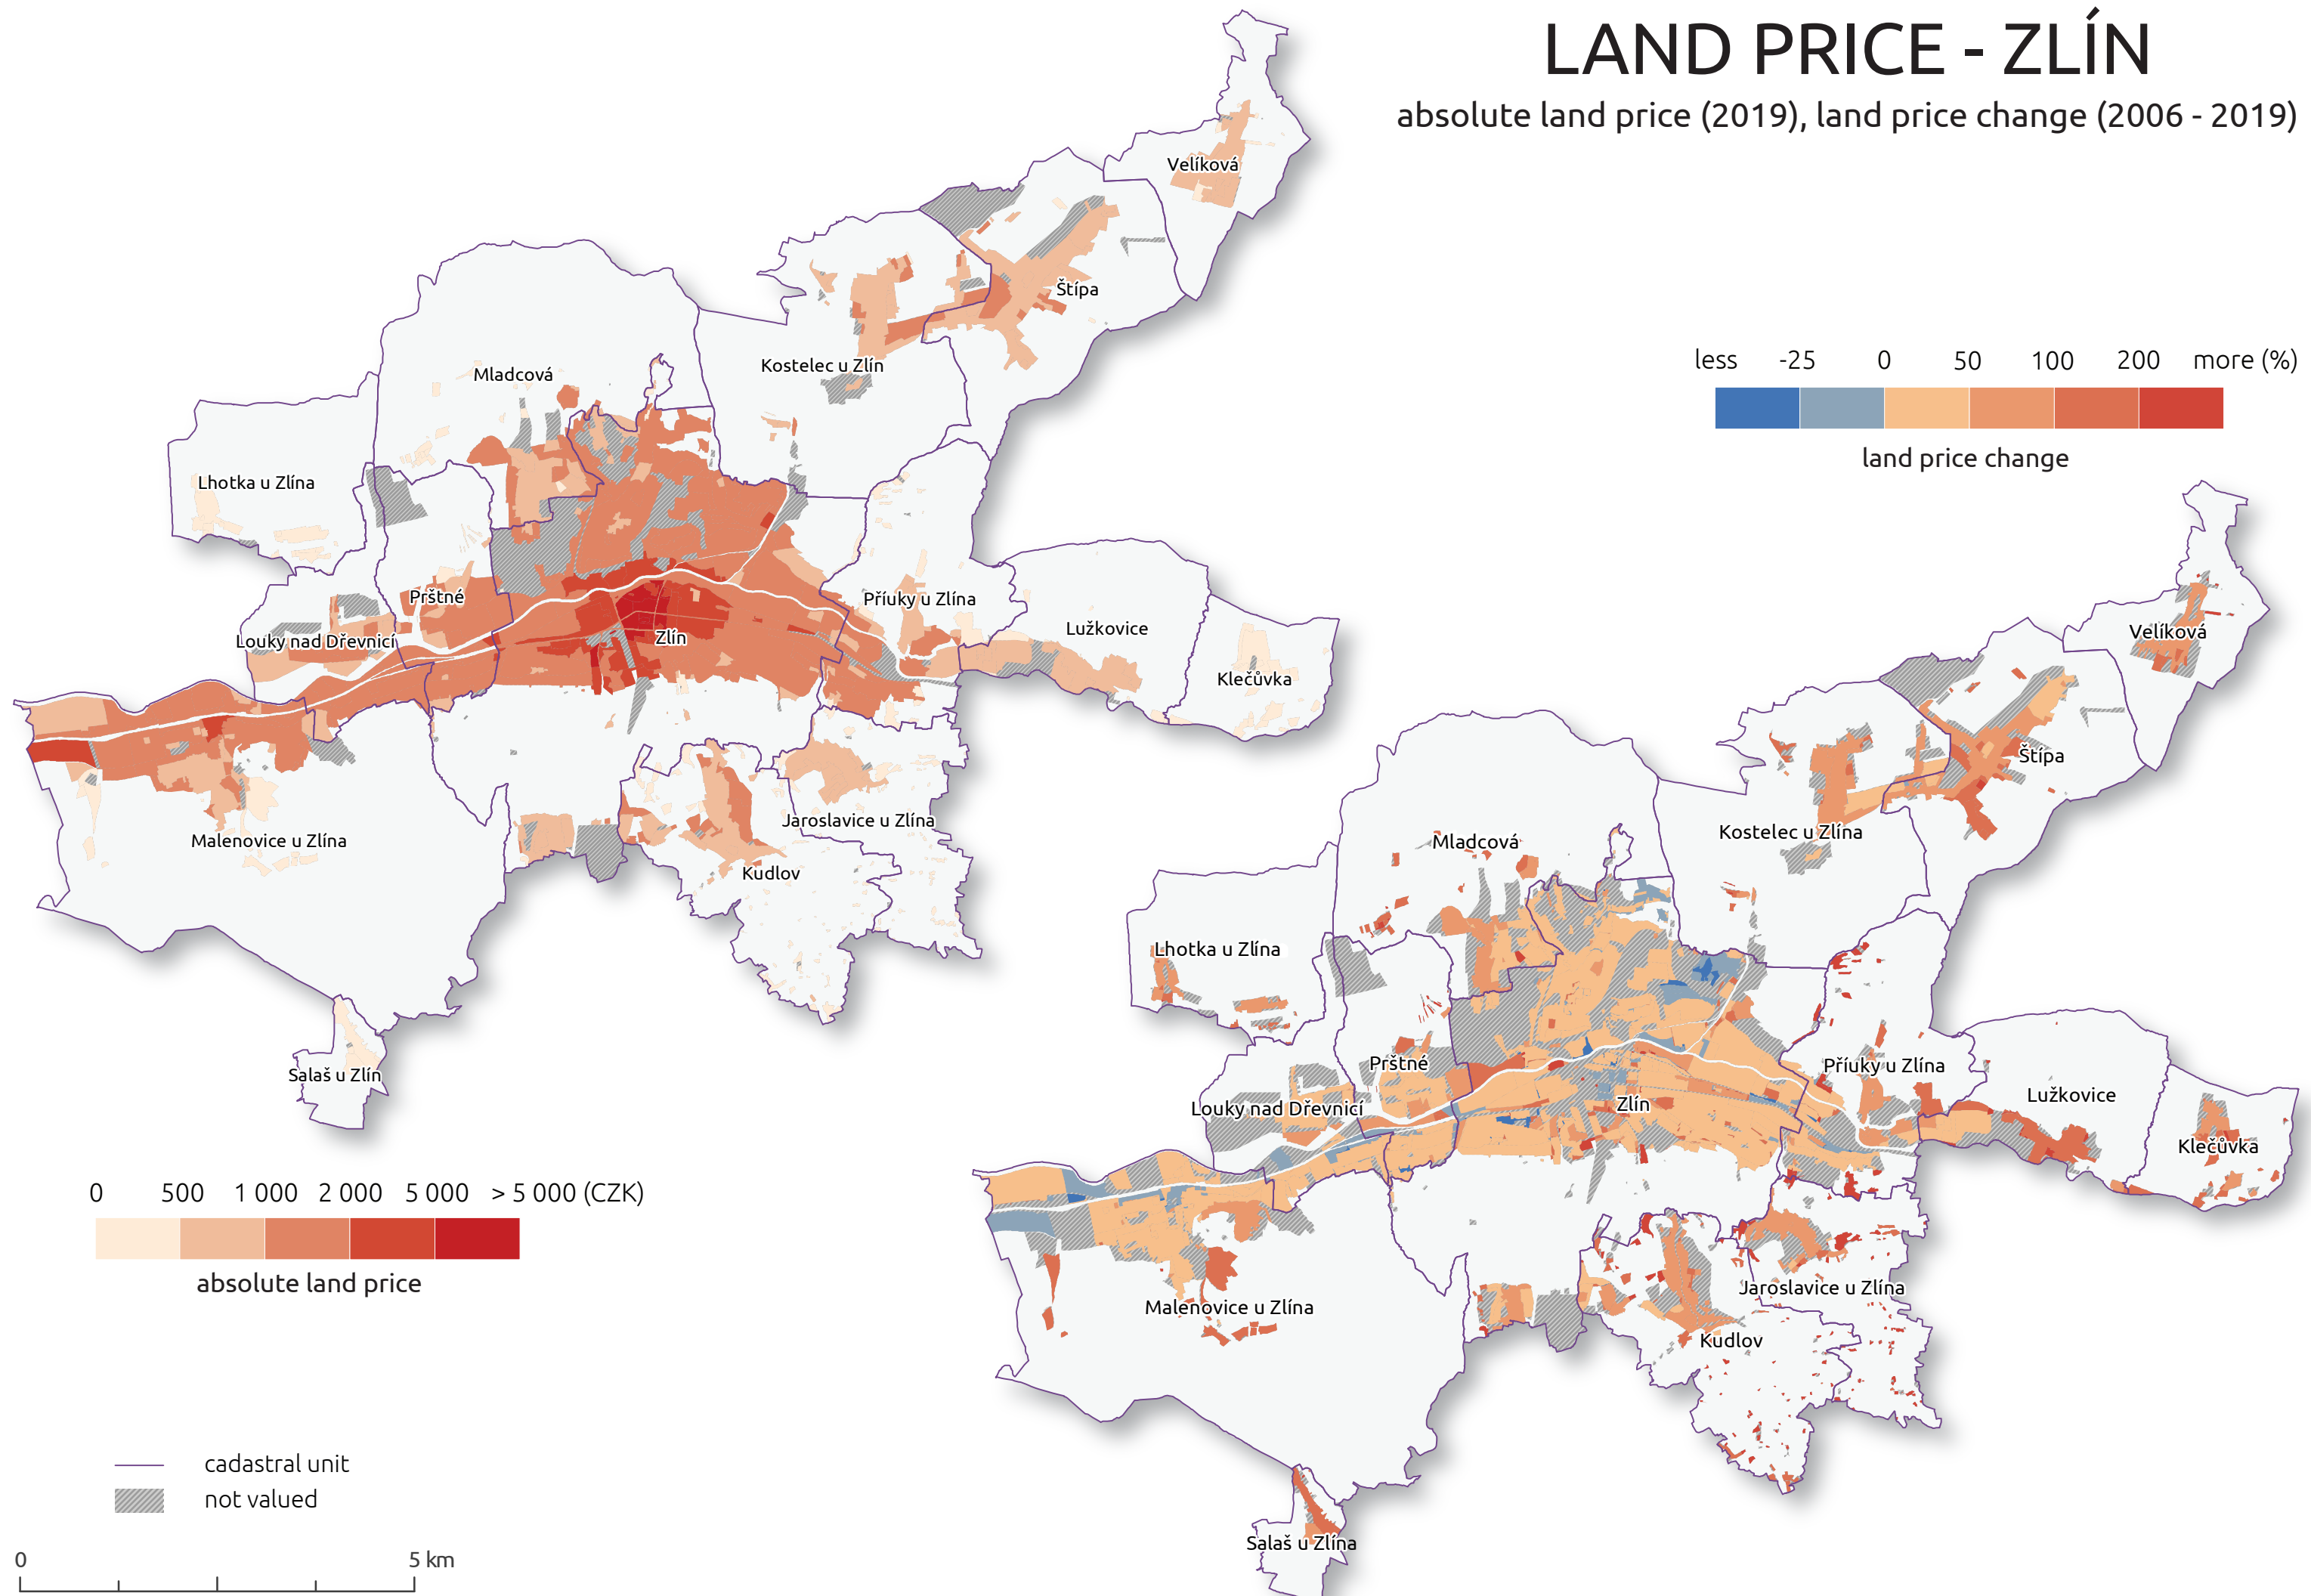 LAND PRICE - ZLÍN
absolute land price (2019), land price change (2006 - 2019)
Velíková
Štípa
Kostelec u Zlín
Mladcová
Lhotka u Zlína
Prštné
Příuky u Zlína
Louky nad Dřevnicí
Zlín
Lužkovice
Klečůvka
Malenovice u Zlína
Jaroslavice u Zlína
Kudlov
Salaš u Zlín
less -25 0 50 100 200 more (%)
land price change
Velíková
Štípa
Kostelec u Zlína
Mladcová
Lhotka u Zlína
Prštné
Příuky u Zlína
Louky nad Dřevnicí
Zlín
Lužkovice
Klečůvka
Malenovice u Zlína
Jaroslavice u Zlína
Kudlov
Salaš u Zlína
0 500 1 000 2 000 5 000 > 5 000 (CZK)
absolute land price
cadastral unit
not valued
0 5 km